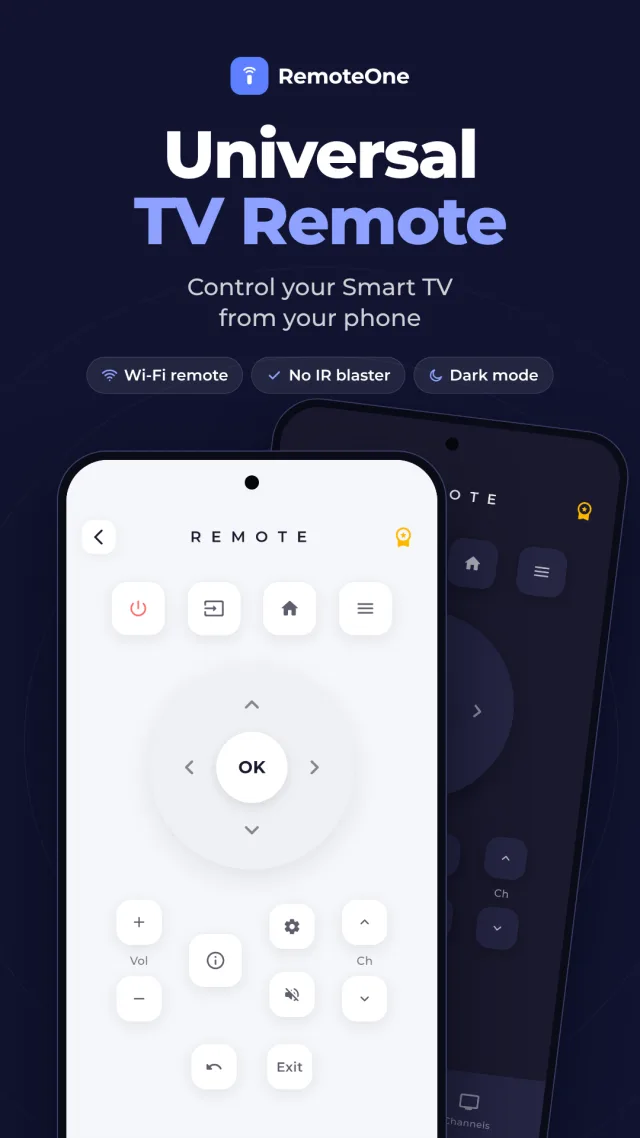 RemoteOne
Universal
TV Remote
Control your Smart TV
from your phone
Wi-Fi remote
No IR blaster
Dark mode
REMOTE
OTE
OK
Vol
Ch
Exit
Ch
Channels